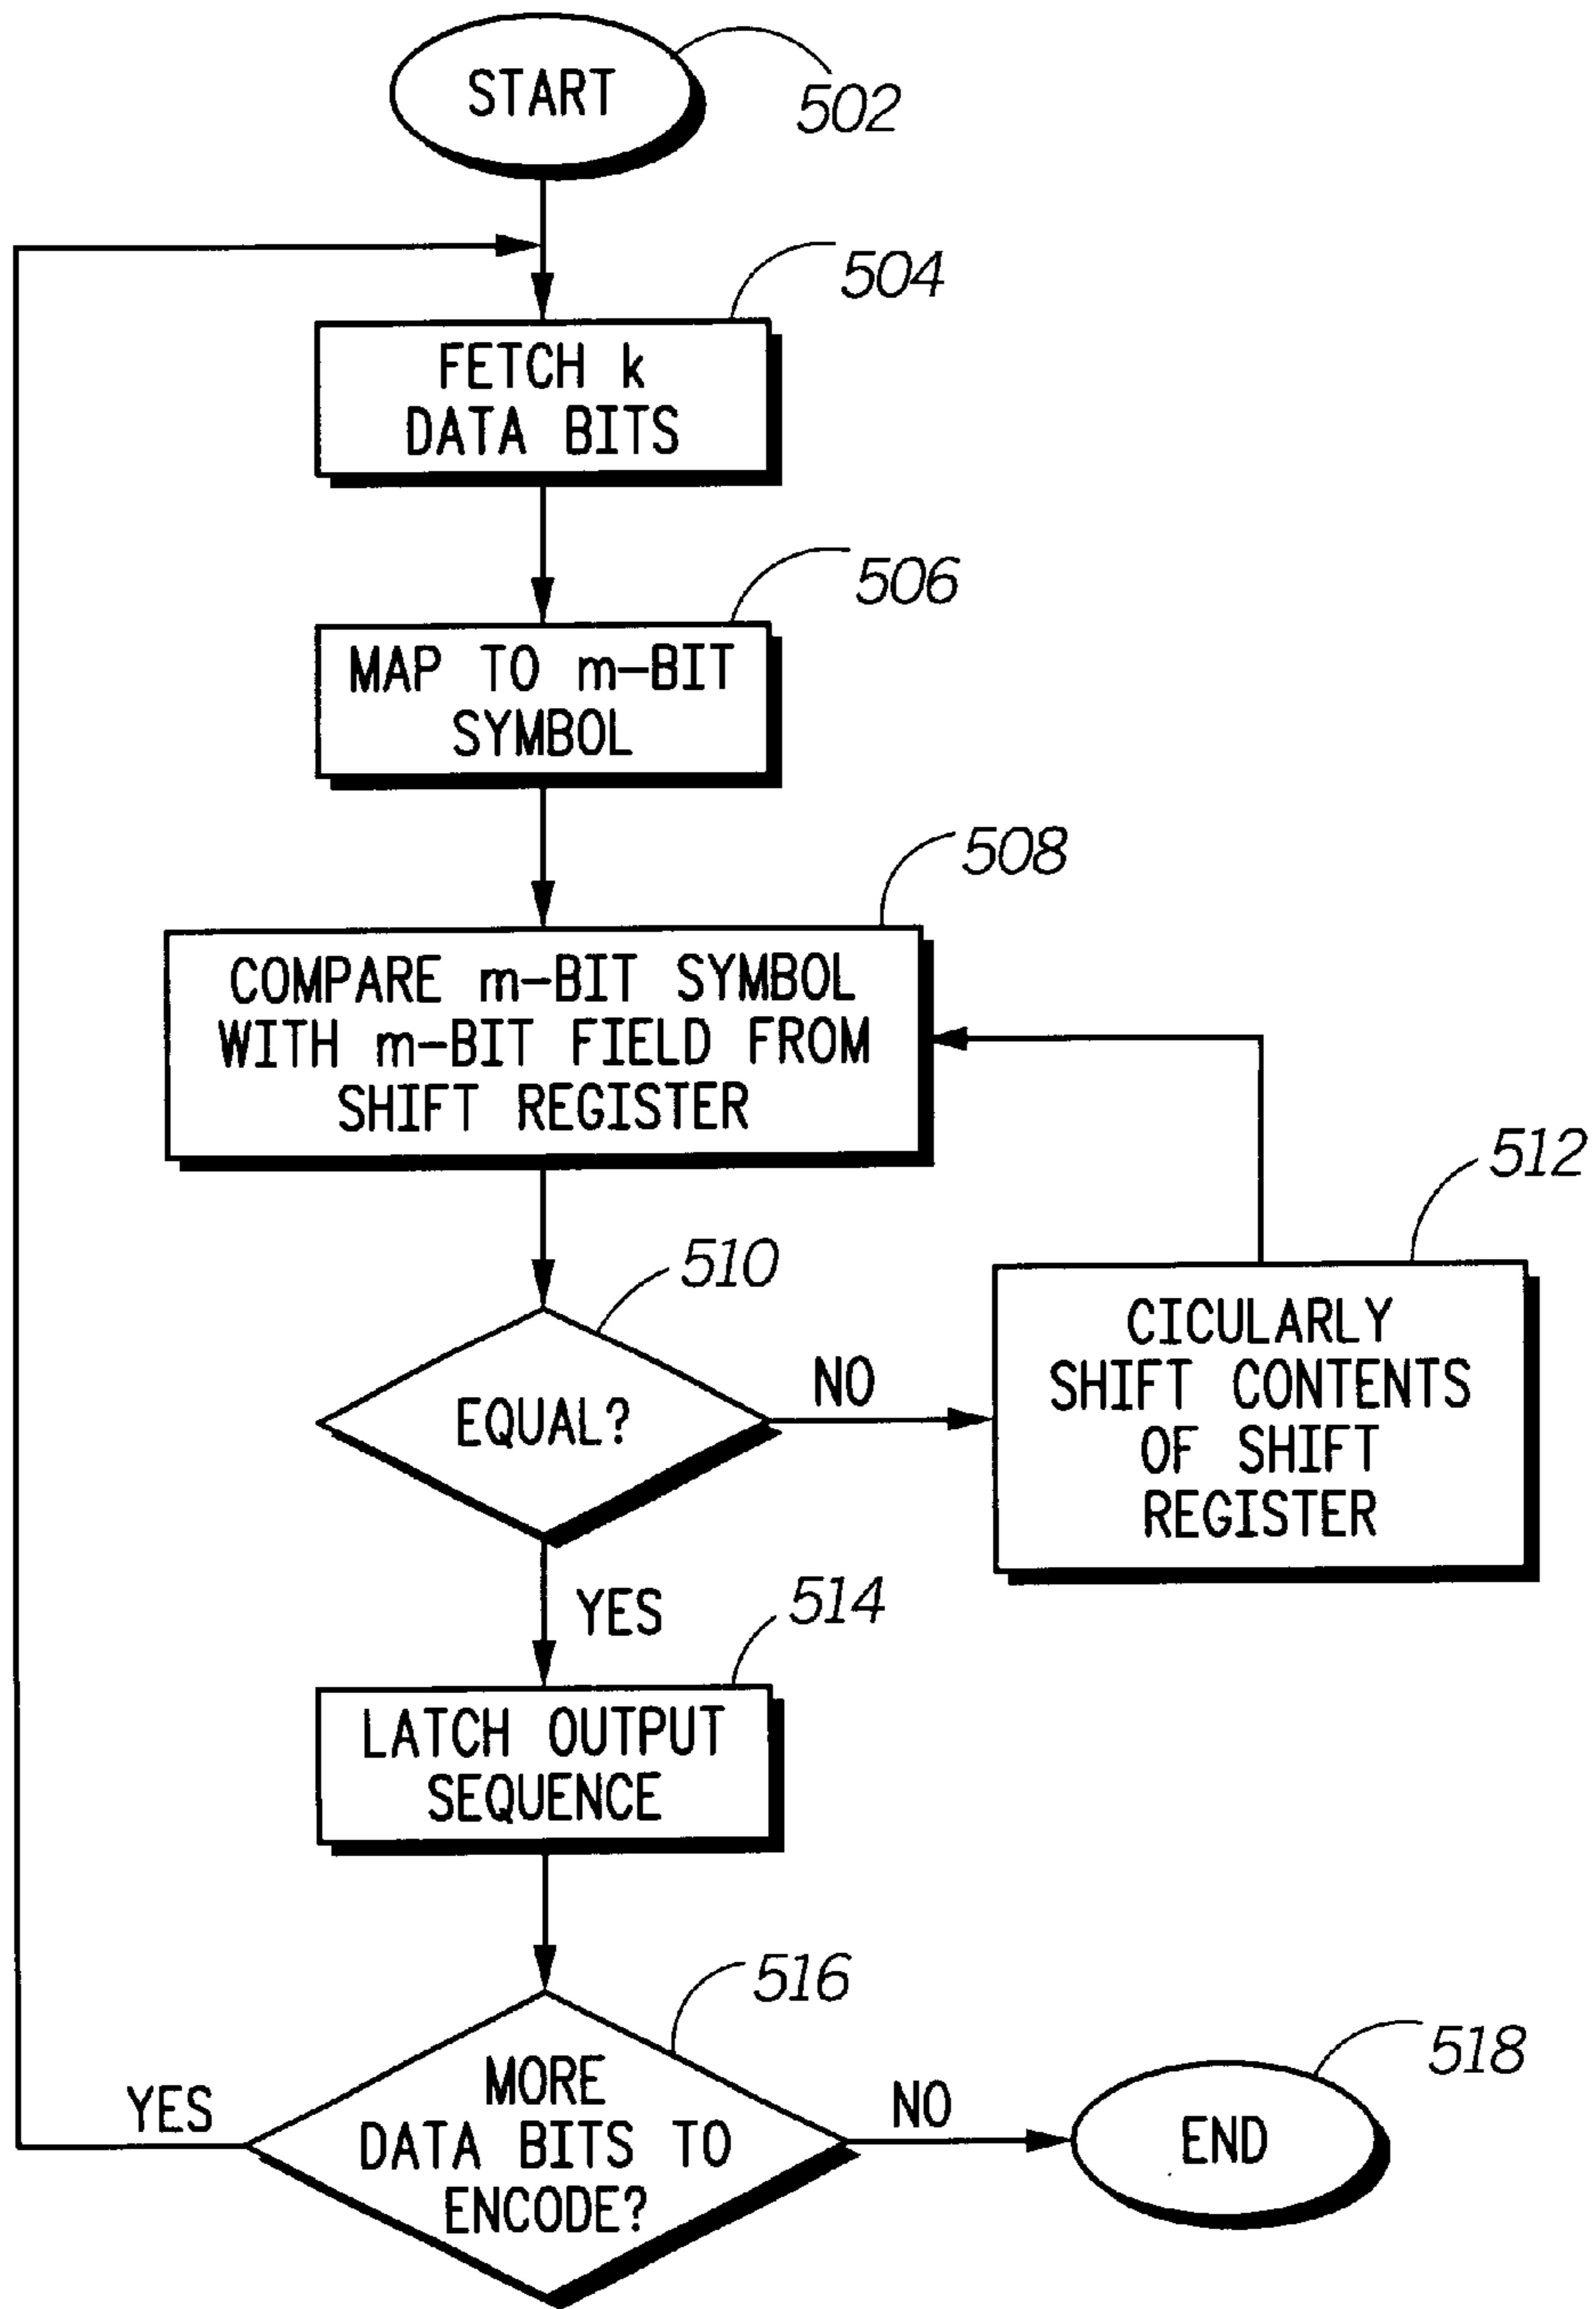 START
502
504
FETCH k
DATA BITS
506
MAP TO m-BIT
SYMBOL
508
COMPARE m-BIT SYMBOL
WITH m-BIT FIELD FROM
SHIFT REGISTER
510
EQUAL?
NO
512
CICULARLY
SHIFT CONTENTS
OF SHIFT
REGISTER
YES
514
LATCH OUTPUT
SEQUENCE
516
MORE
DATA BITS TO
ENCODE?
YES
NO
518
END